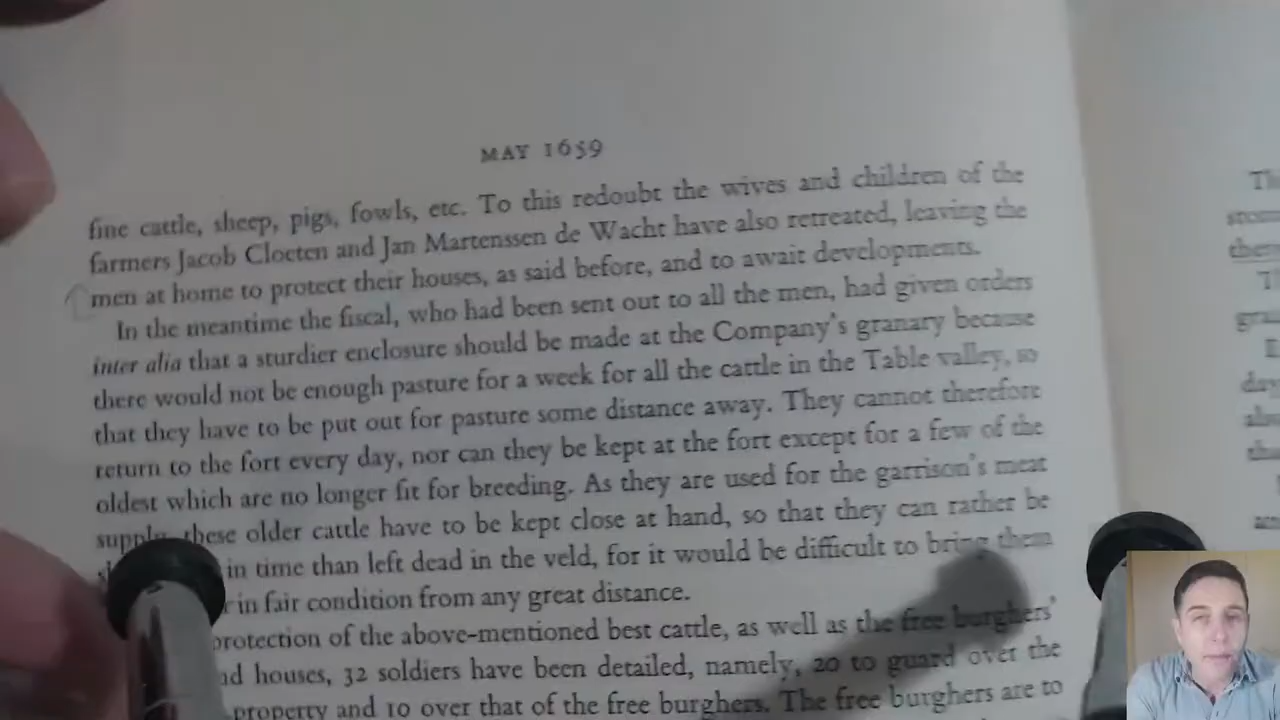 MAY 1659
fine cattle, sheep, pigs, fowls, etc. To this redoubt the wives and children of the
farmers Jacob Cloeten and Jan Martenssen de Wacht have also retreated, leaving the
men at home to protect their houses, as said before, and to await developments.
In the meantime the fiscal, who had been sent out to all the men, had given orders
inter alia that a sturdier enclosure should be made at the Company's granary because
there would not be enough pasture for a week for all the cattle in the Table valley, so
that they have to be put out for pasture some distance away. They cannot therefore
return to the fort every day, nor can they be kept at the fort except for a few of the
oldest which are no longer fit for breeding. As they are used for the garrison's meat
supply, these older cattle have to be kept close at hand, so that they can rather be
in time than left dead in the veld, for it would be difficult to bring them
in fair condition from any great distance.
protection of the above-mentioned best cattle, as well as the free burghers'
houses, 32 soldiers have been detailed, namely, 20 to guard over the
property and 10 over that of the free burghers. The free burghers are to